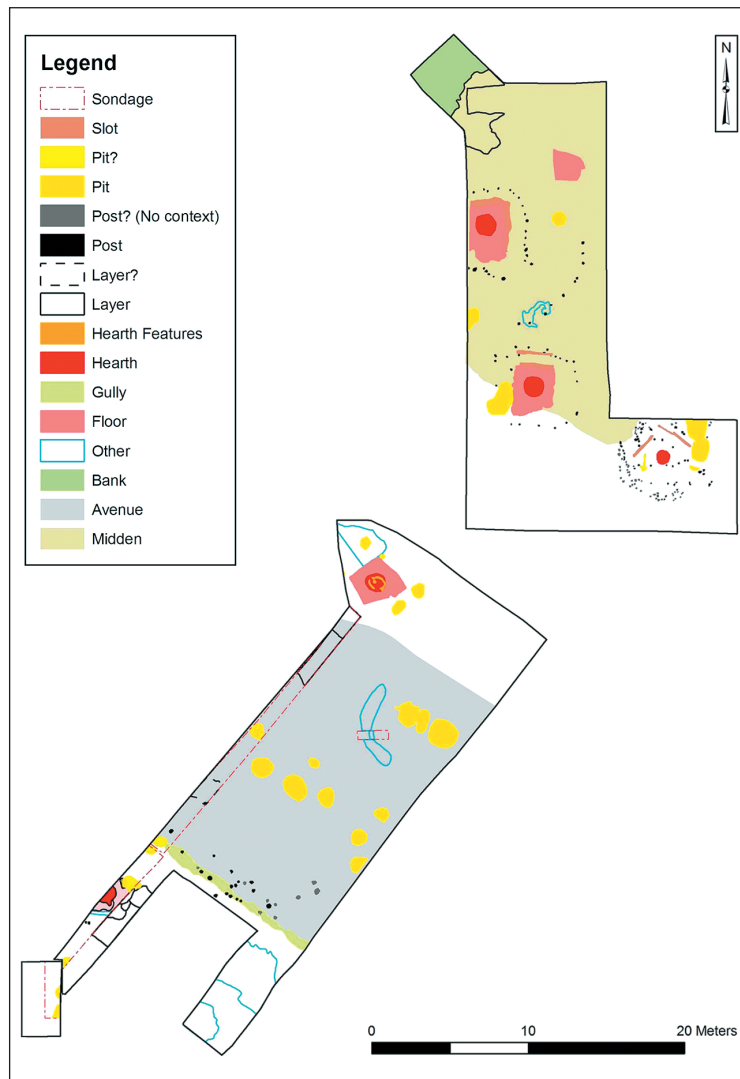 Legend
Sondage
Slot
Pit?
Pit
Post? (No context)
Post
Layer?
Layer
Hearth Features
Hearth
Gully
Floor
Other
Bank
Avenue
Midden
N
0 10 20 Meters